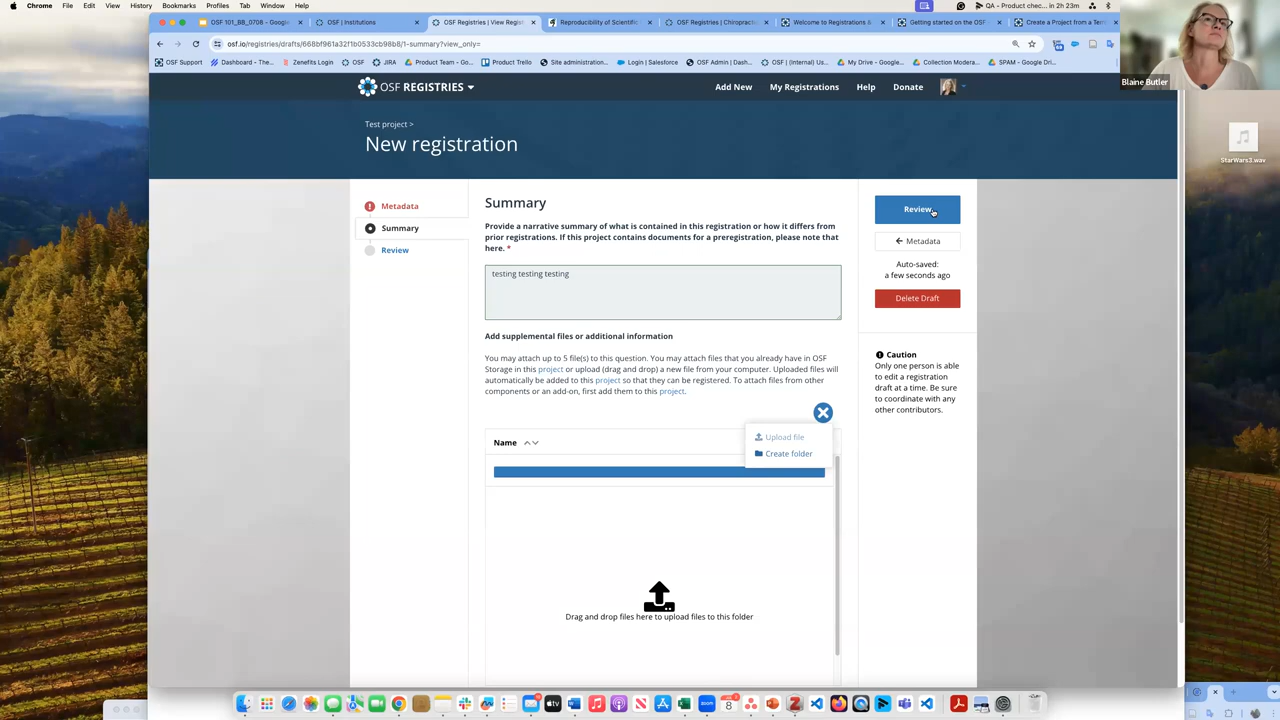 Chrome File Edit View History Bookmarks Profiles Tab Window Help
QA - Product chec... in 2h 23m
OSF 101_BB_0706 - Google
OSF | Institutions
OSF Registries | View Regist
Reproducibility of Scientific
OSF Registries | Chiropractic
Welcome to Registrations &
Getting started on the OSF
Create a Project from a Tem
osf.io/registries/drafts/668bf961a32f1b0533cb98b8/1-summary?view_only=
OSF Support
Dashboard - The...
Zenefits Login
OSF
JIRA
Product Team - Go...
Product Trello
Site administration...
Login | Salesforce
OSF Admin | Dash...
OSF | (Internal) Us...
My Drive - Google...
Collection Modera...
SPAM - Google Dri...
Blaine Butler
OSF REGISTRIES
Add New
My Registrations
Help
Donate
StarWars3.wav
Test project >
New registration
Metadata
Summary
Review
Summary
Provide a narrative summary of what is contained in this registration or how it differs from
prior registrations. If this project contains documents for a preregistration, please note that
here. *
testing testing testing
Add supplemental files or additional information
You may attach up to 5 file(s) to this question. You may attach files that you already have in OSF
Storage in this project or upload (drag and drop) a new file from your computer. Uploaded files will
automatically be added to this project so that they can be registered. To attach files from other
components or an add-on, first add them to this project.
Name
Upload file
Create folder
Drag and drop files here to upload files to this folder
Review
Metadata
Auto-saved:
a few seconds ago
Delete Draft
Caution
Only one person is able
to edit a registration
draft at a time. Be sure
to coordinate with any
other contributors.